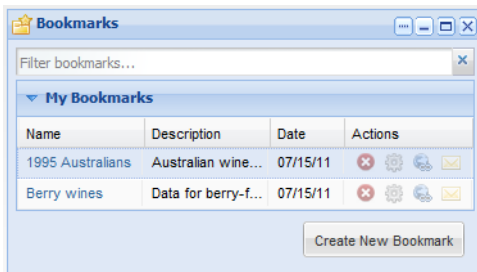 Bookmarks
Filter bookmarks...
My Bookmarks
Name Description Date Actions
1995 Australians Australian wine... 07/15/11
Berry wines Data for berry-f... 07/15/11
Create New Bookmark